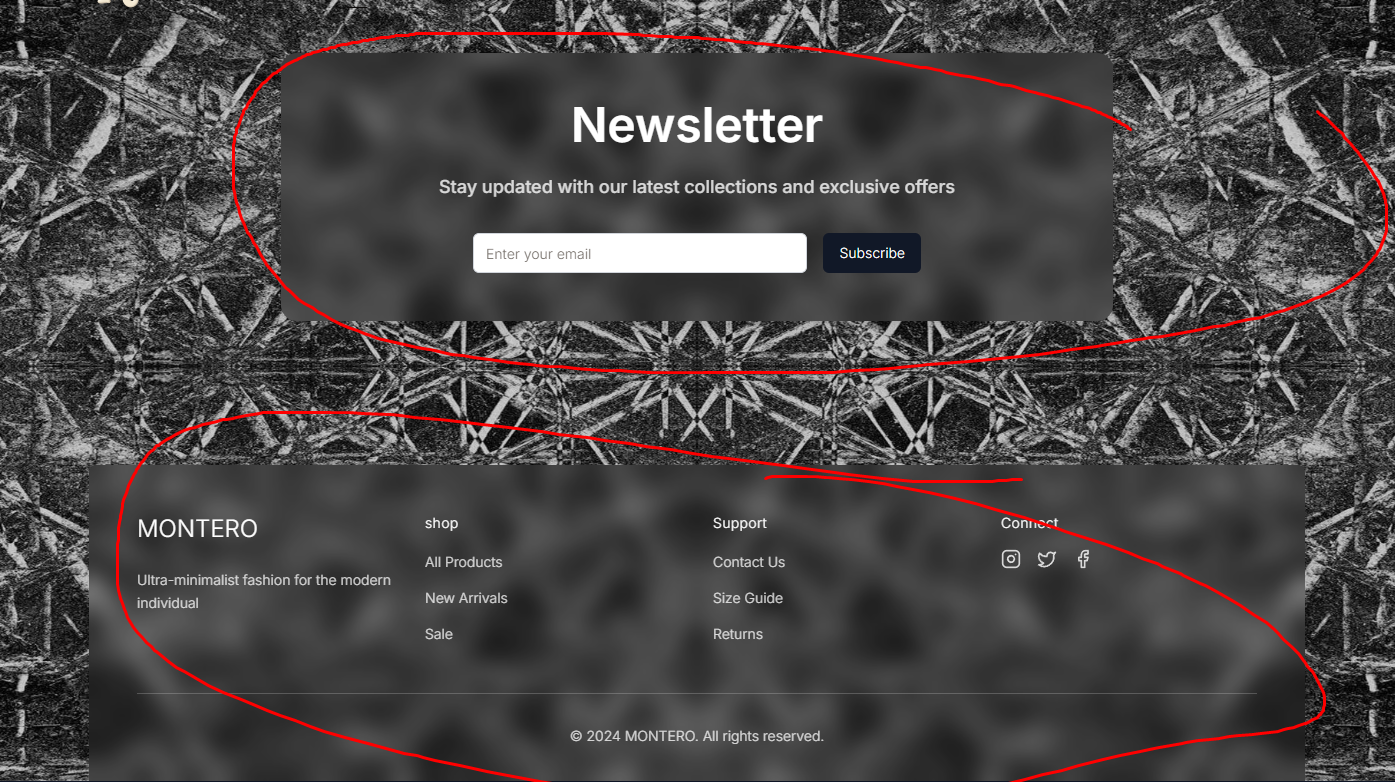 Newsletter
Stay updated with our latest collections and exclusive offers
Enter your email
Subscribe
MONTERO
Ultra-minimalist fashion for the modern
individual
shop
All Products
New Arrivals
Sale
Support
Contact Us
Size Guide
Returns
Connect
© 2024 MONTERO. All rights reserved.